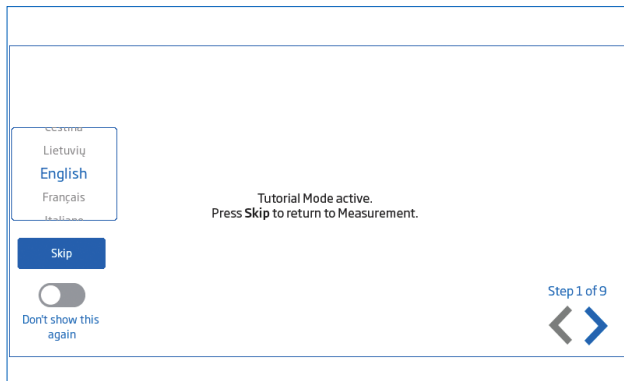 Lietuvių
English
Français
Tutorial Mode active.
Press Skip to return to Measurement.
Skip
Don't show this
again
Step 1 of 9